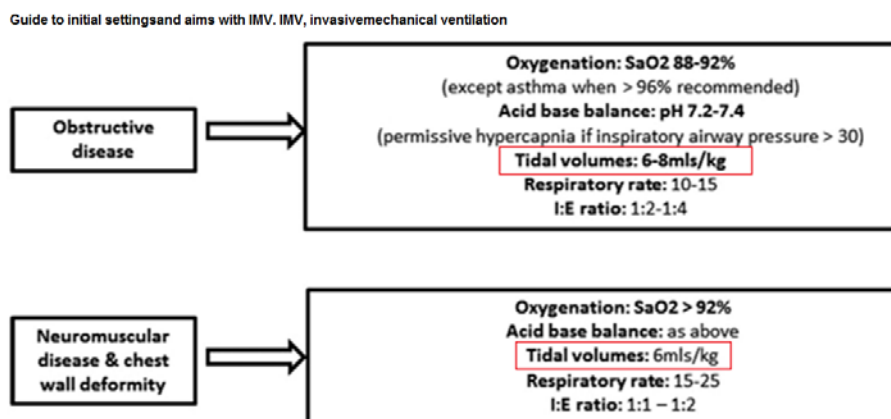 Guide to initial settingsand aims with IMV. IMV, invasivemechanical ventilation
Obstructive
disease
Oxygenation: SaO2 88-92%
(except asthma when > 96% recommended)
Acid base balance: pH 7.2-7.4
(permissive hypercapnia if inspiratory airway pressure > 30)
Tidal volumes: 6-8mls/kg
Respiratory rate: 10-15
I:E ratio: 1:2-1:4
Neuromuscular
disease & chest
wall deformity
Oxygenation: SaO2 > 92%
Acid base balance: as above
Tidal volumes: 6mls/kg
Respiratory rate: 15-25
I:E ratio: 1:1 – 1:2